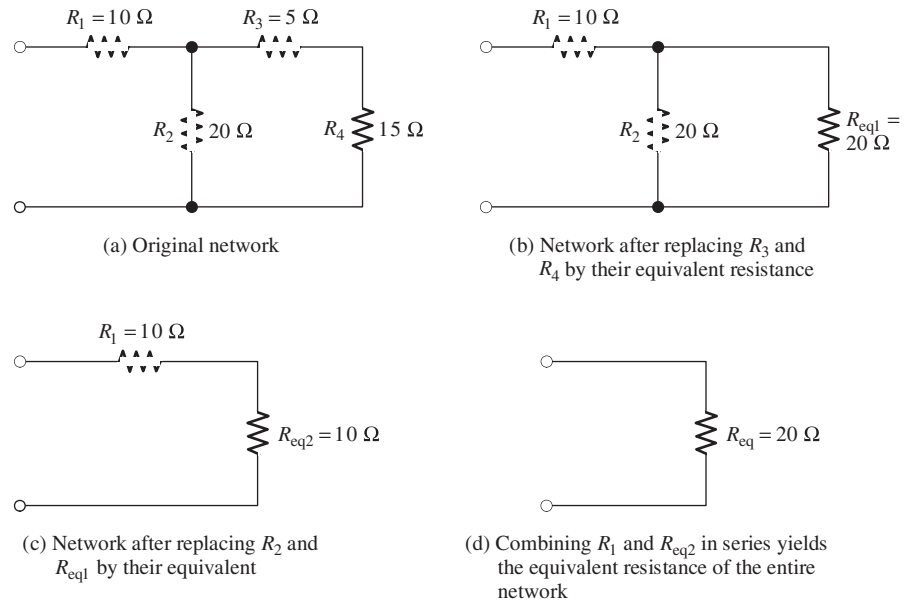 R₁ = 10 Ω
R₃ = 5 Ω
R₂
20 Ω
R₄
15 Ω
(a) Original network
R₁ = 10 Ω
R₂
20 Ω
Req1 =
20 Ω
(b) Network after replacing R₃ and
R₄ by their equivalent resistance
R₁ = 10 Ω
Req2 = 10 Ω
(c) Network after replacing R₂ and
Req1 by their equivalent
Req = 20 Ω
(d) Combining R₁ and Req2 in series yields
the equivalent resistance of the entire
network